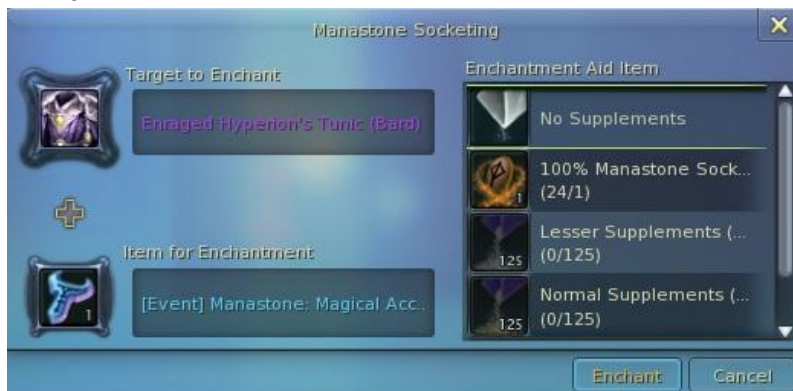 Manastone Socketing
Target to Enchant
Enraged Hyperion's Tunic (Bard)
Item for Enchantment
1
[Event] Manastone: Magical Acc..
Enchantment Aid Item
No Supplements
1
100% Manastone Sock...
(24/1)
125
Lesser Supplements (...
(0/125)
125
Normal Supplements (...
(0/125)
Enchant
Cancel